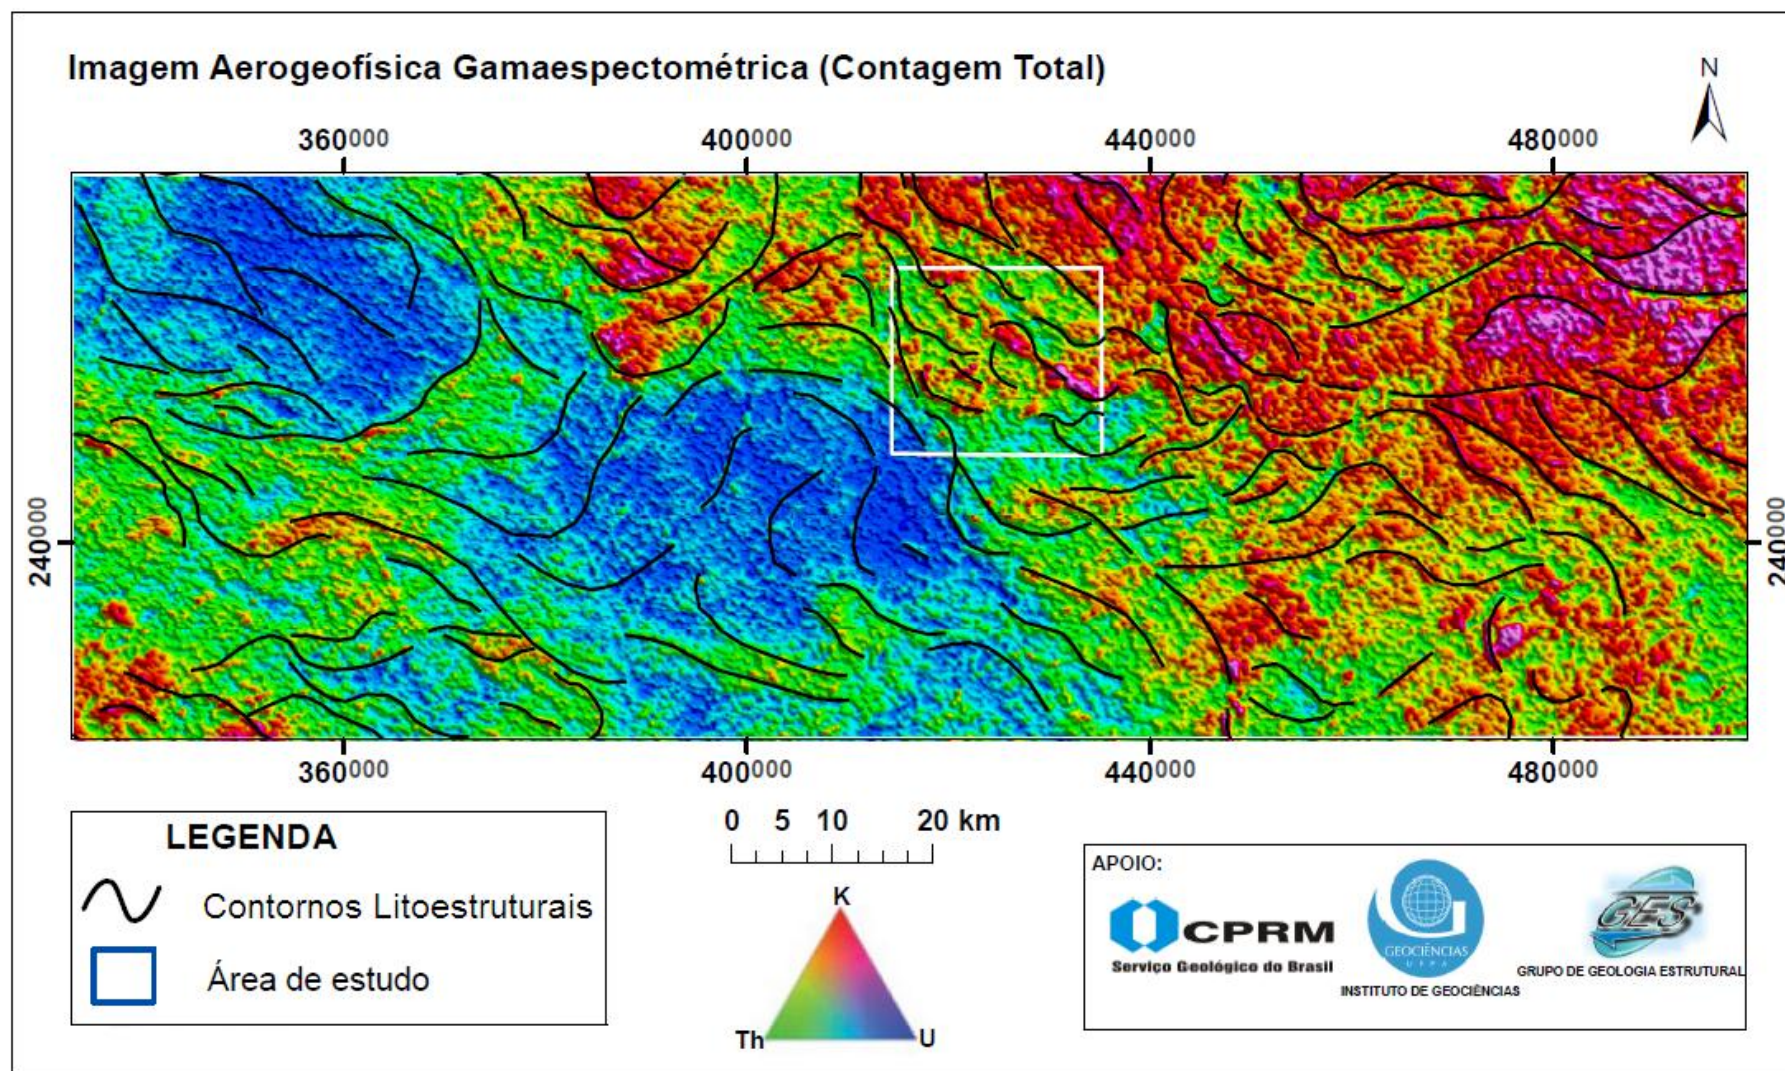 Imagem Aerogeofísica Gamaespectométrica (Contagem Total)
N
360000 400000 440000 480000
240000 240000
360000 400000 440000 480000
LEGENDA
Contornos Litoestruturais
Área de estudo
0 5 10 20 km
K
Th U
APOIO:
CPRM
Serviço Geológico do Brasil
GEOCIÊNCIAS
UFPA
INSTITUTO DE GEOCIÊNCIAS
GES
GRUPO DE GEOLOGIA ESTRUTURAL